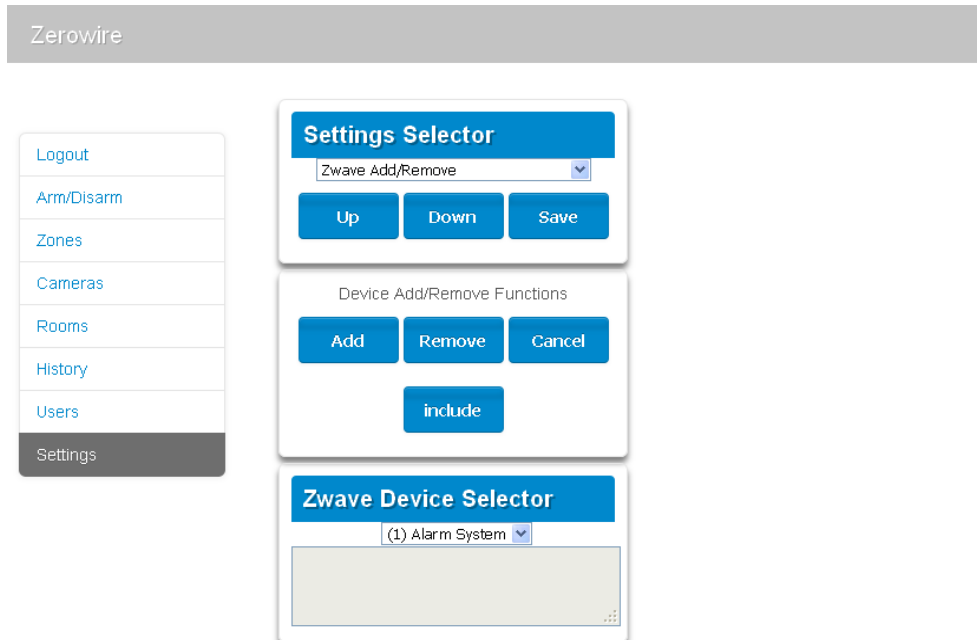 Zerowire
Logout
Arm/Disarm
Zones
Cameras
Rooms
History
Users
Settings
Settings Selector
Zwave Add/Remove
Up Down Save
Device Add/Remove Functions
Add Remove Cancel
include
Zwave Device Selector
(1) Alarm System